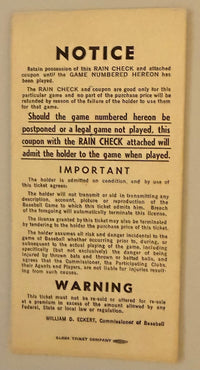 NOTICE
Retain possession of this RAIN CHECK and attached
coupon until the GAME NUMBERED HEREON has
been played.
The RAIN CHECK and coupon are good only for this
particular game and no part of the purchase price will be
refunded by reason of the failure of the holder to use them
for that game.
Should the game numbered hereon be
postponed or a legal game not played, this
coupon with the RAIN CHECK attached will
admit the holder to the game when played.
IMPORTANT
The holder is admitted on condition, and by use of
this ticket agrees.
The holder will not transmit or aid in transmitting any
description, account, picture or reproduction of the
Baseball Game to which this ticket admits him. Breach
of the foregoing will automatically terminate this license.
The license granted by this ticket may also be terminated
by tendering to the holder the purchase price of this ticket.
The holder assumes all risk and danger incidental to the
game of Baseball whether occurring prior to, during, or
subsequent to the actual playing of the game, including
specifically (but not exclusively) the danger of being
injured by thrown bats and thrown or batted balls, and
agrees that the Commissioner, the Participating Clubs,
their Agents and Players, are not liable for injuries result-
ing from such causes.
WARNING
This ticket must not be re-sold or offered for re-sale
at a premium in excess of the amount allowed by any
Federal, State or local law or regulation.
WILLIAM D. ECKERT, Commissioner of Baseball
GLOBE TICKET COMPANY